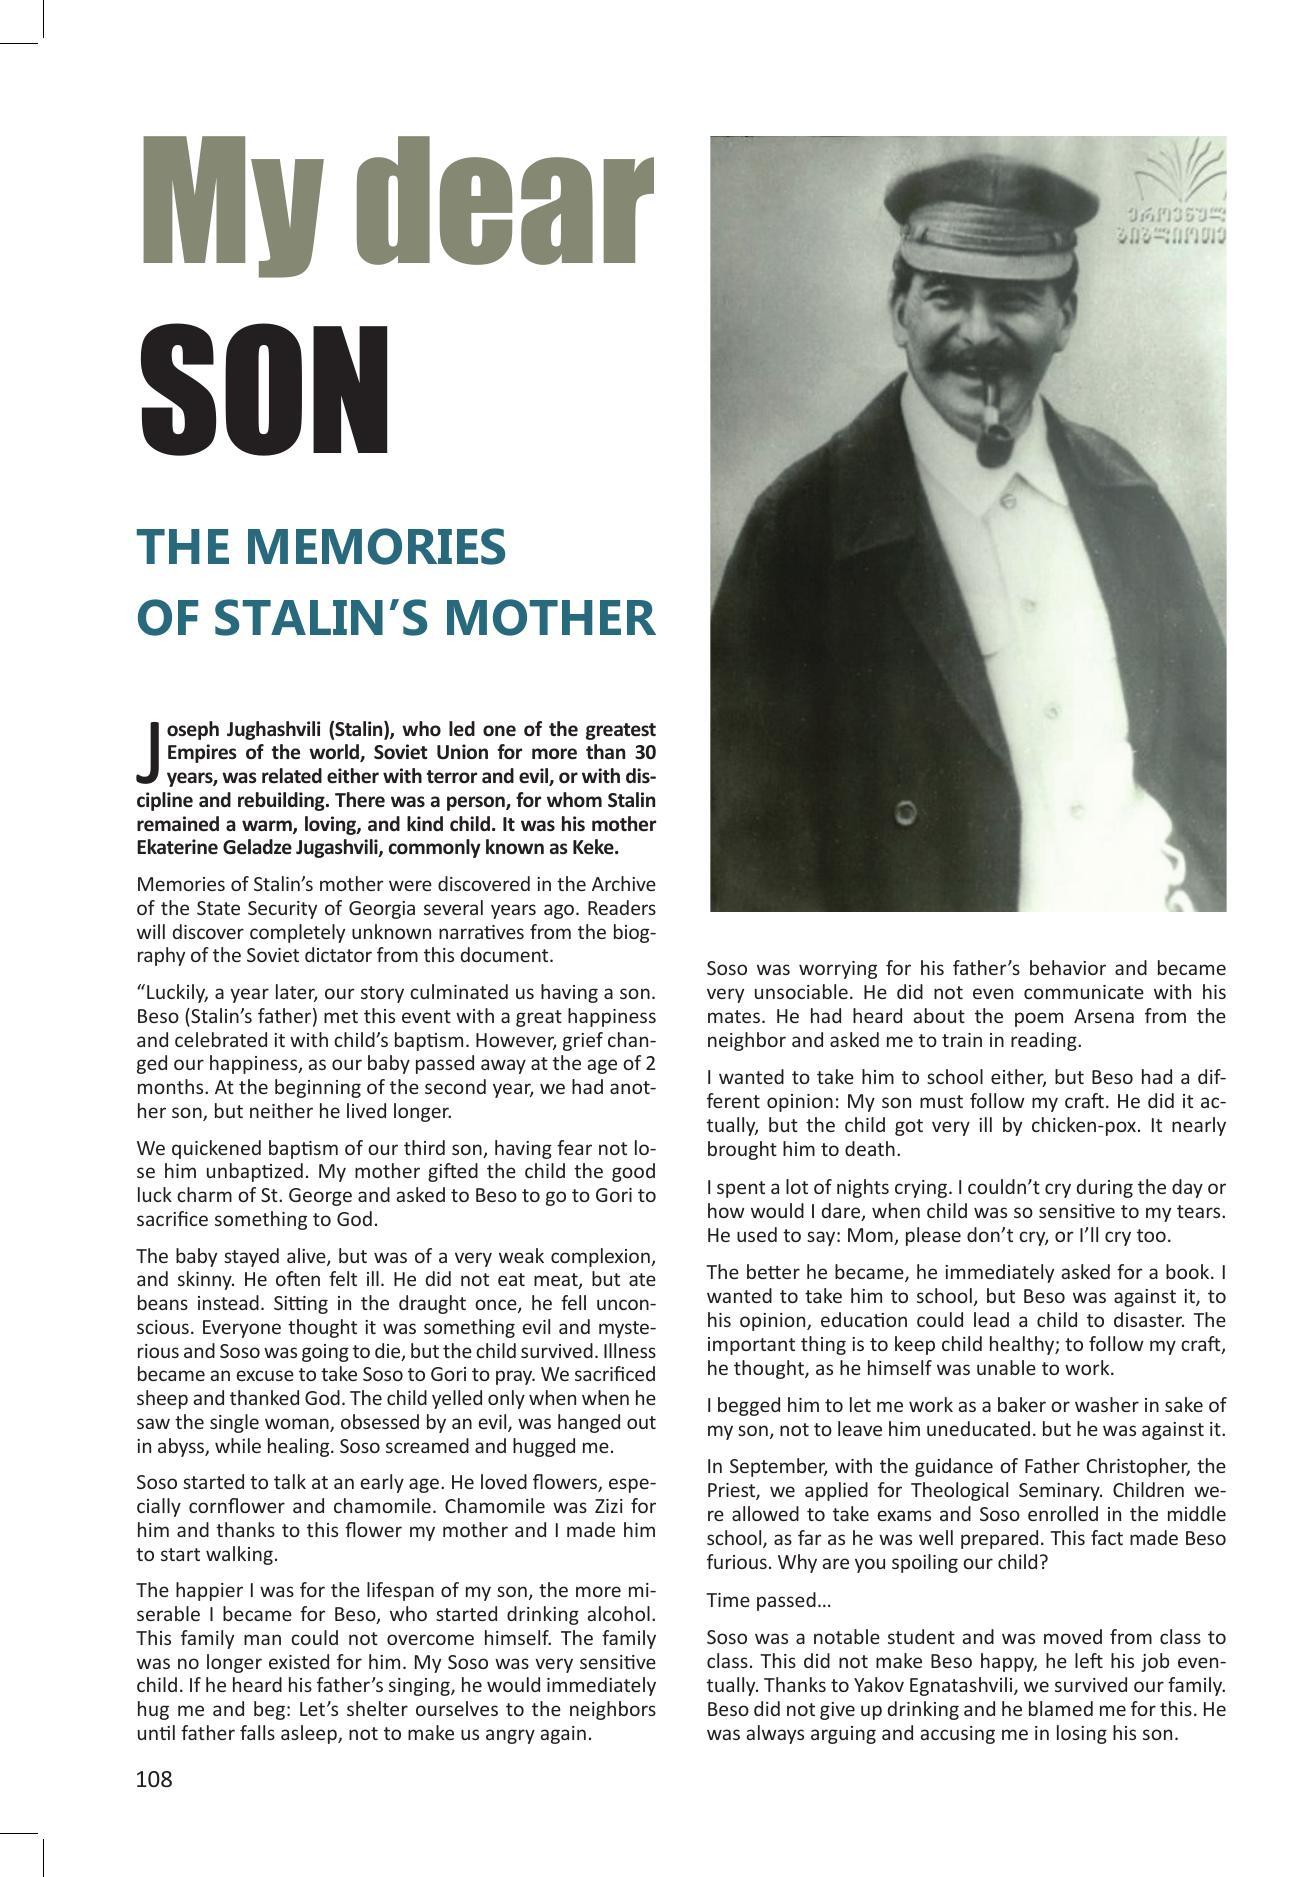 My dear
SON
THE MEMORIES
OF STALIN’S MOTHER
Joseph Jughashvili (Stalin), who led one of the greatest
Empires of the world, Soviet Union for more than 30
years, was related either with terror and evil, or with dis-
cipline and rebuilding. There was a person, for whom Stalin
remained a warm, loving, and kind child. It was his mother
Ekaterine Geladze Jugashvili, commonly known as Keke.
Memories of Stalin’s mother were discovered in the Archive
of the State Security of Georgia several years ago. Readers
will discover completely unknown narratives from the biog-
raphy of the Soviet dictator from this document.
“Luckily, a year later, our story culminated us having a son.
Beso (Stalin’s father) met this event with a great happiness
and celebrated it with child’s baptism. However, grief chan-
ged our happiness, as our baby passed away at the age of 2
months. At the beginning of the second year, we had anot-
her son, but neither he lived longer.
We quickened baptism of our third son, having fear not lo-
se him unbaptized. My mother gifted the child the good
luck charm of St. George and asked to Beso to go to Gori to
sacrifice something to God.
The baby stayed alive, but was of a very weak complexion,
and skinny. He often felt ill. He did not eat meat, but ate
beans instead. Sitting in the draught once, he fell uncon-
scious. Everyone thought it was something evil and myste-
rious and Soso was going to die, but the child survived. Illness
became an excuse to take Soso to Gori to pray. We sacrificed
sheep and thanked God. The child yelled only when when he
saw the single woman, obsessed by an evil, was hanged out
in abyss, while healing. Soso screamed and hugged me.
Soso started to talk at an early age. He loved flowers, espe-
cially cornflower and chamomile. Chamomile was Zizi for
him and thanks to this flower my mother and I made him
to start walking.
The happier I was for the lifespan of my son, the more mi-
serable I became for Beso, who started drinking alcohol.
This family man could not overcome himself. The family
was no longer existed for him. My Soso was very sensitive
child. If he heard his father’s singing, he would immediately
hug me and beg: Let’s shelter ourselves to the neighbors
until father falls asleep, not to make us angry again.
ეროვნულ
ბიბლიოთე
Soso was worrying for his father’s behavior and became
very unsociable. He did not even communicate with his
mates. He had heard about the poem Arsena from the
neighbor and asked me to train in reading.
I wanted to take him to school either, but Beso had a dif-
ferent opinion: My son must follow my craft. He did it ac-
tually, but the child got very ill by chicken-pox. It nearly
brought him to death.
I spent a lot of nights crying. I couldn’t cry during the day or
how would I dare, when child was so sensitive to my tears.
He used to say: Mom, please don’t cry, or I’ll cry too.
The better he became, he immediately asked for a book. I
wanted to take him to school, but Beso was against it, to
his opinion, education could lead a child to disaster. The
important thing is to keep child healthy; to follow my craft,
he thought, as he himself was unable to work.
I begged him to let me work as a baker or washer in sake of
my son, not to leave him uneducated. but he was against it.
In September, with the guidance of Father Christopher, the
Priest, we applied for Theological Seminary. Children we-
re allowed to take exams and Soso enrolled in the middle
school, as far as he was well prepared. This fact made Beso
furious. Why are you spoiling our child?
Time passed...
Soso was a notable student and was moved from class to
class. This did not make Beso happy, he left his job even-
tually. Thanks to Yakov Egnatashvili, we survived our family.
Beso did not give up drinking and he blamed me for this. He
was always arguing and accusing me in losing his son.
108